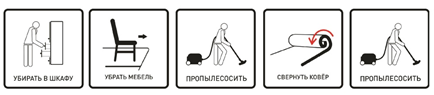 УБИРАТЬ В ШКАФУ
УБРАТЬ МЕБЕЛЬ
ПРОПЫЛЕСОСИТЬ
СВЕРНУТЬ КОВЁР
ПРОПЫЛЕСОСИТЬ